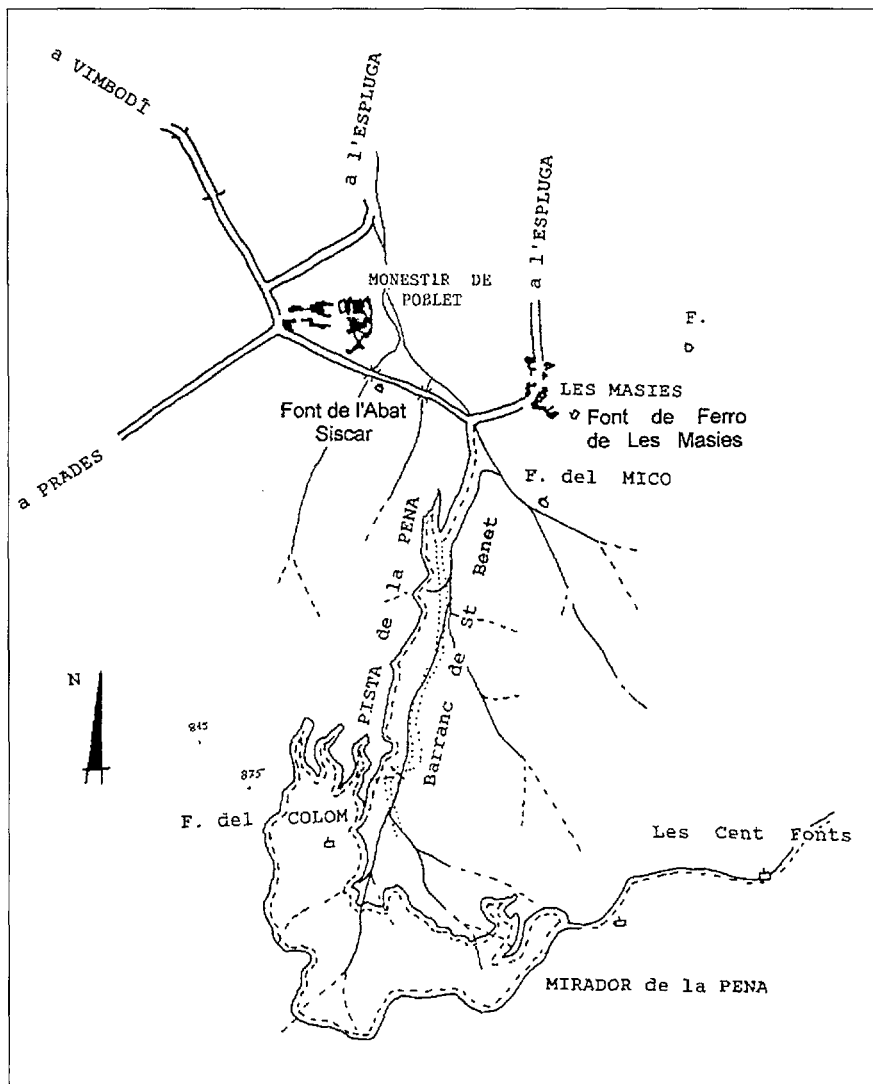 a VIMBODÍ
a l'ESPLUGA
a l'ESPLUGA
MONESTIR DE
POBLET
F.
LES MASIES
Font de l'Abat
Siscar
Font de Ferro
de Les Masies
a PRADES
F. del MICO
PISTA de la PENA
Barranc de St Benet
N
815
875
F. del COLOM
Les Cent Fonts
MIRADOR de la PENA